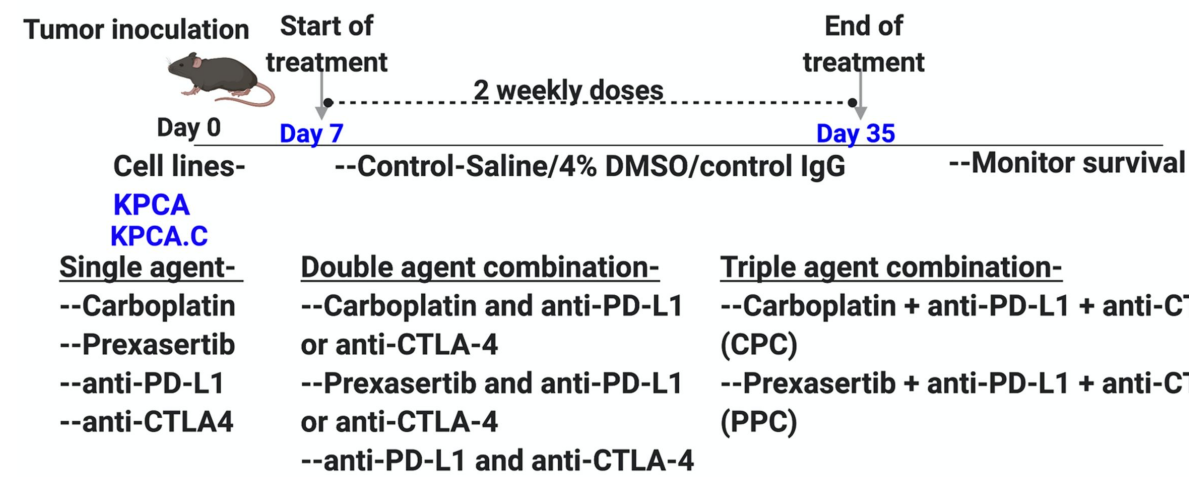 Tumor inoculation
Start of
treatment
End of
treatment
2 weekly doses
Day 0
Day 7
Day 35
Cell lines-
--Control-Saline/4% DMSO/control IgG
--Monitor survival
KPCA
KPCA.C
Single agent-
--Carboplatin
--Prexasertib
--anti-PD-L1
--anti-CTLA4
Double agent combination-
--Carboplatin and anti-PD-L1
or anti-CTLA-4
--Prexasertib and anti-PD-L1
or anti-CTLA-4
--anti-PD-L1 and anti-CTLA-4
Triple agent combination-
--Carboplatin + anti-PD-L1 +
(CPC)
--Prexasertib + anti-PD-L1 +
(PPC)